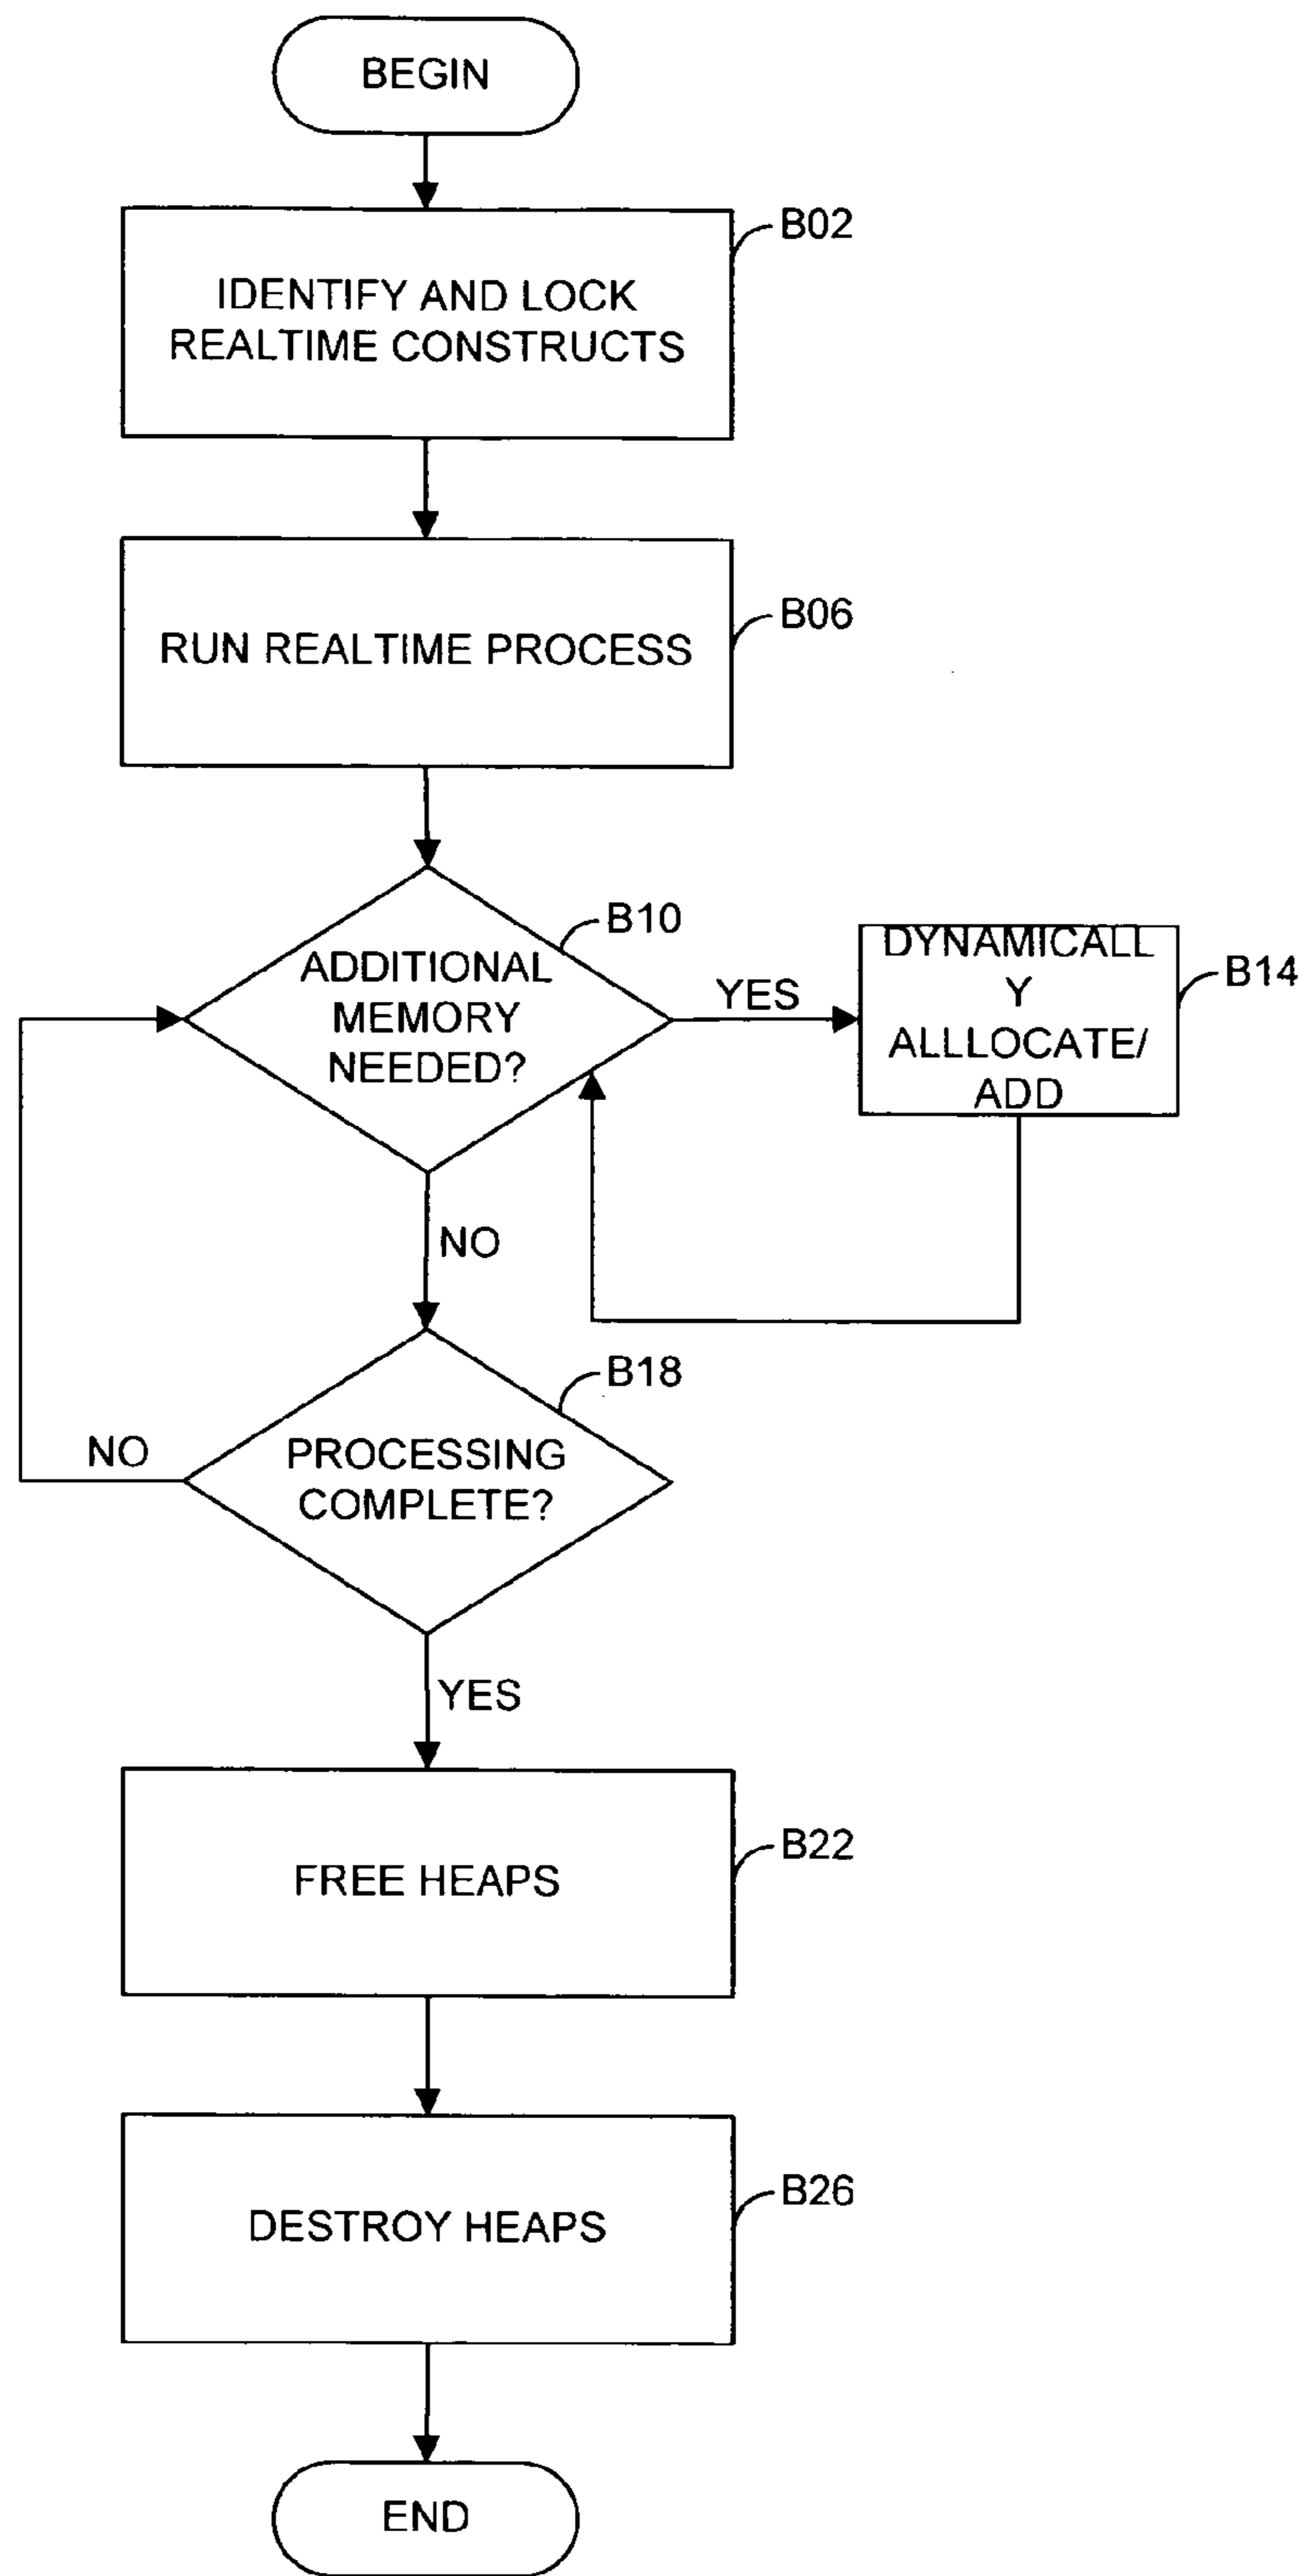 BEGIN
B02
IDENTIFY AND LOCK
REALTIME CONSTRUCTS
B06
RUN REALTIME PROCESS
B10
ADDITIONAL
MEMORY
NEEDED?
YES
DYNAMICALL
Y
ALLLOCATE/
ADD
B14
NO
B18
PROCESSING
COMPLETE?
NO
YES
B22
FREE HEAPS
B26
DESTROY HEAPS
END